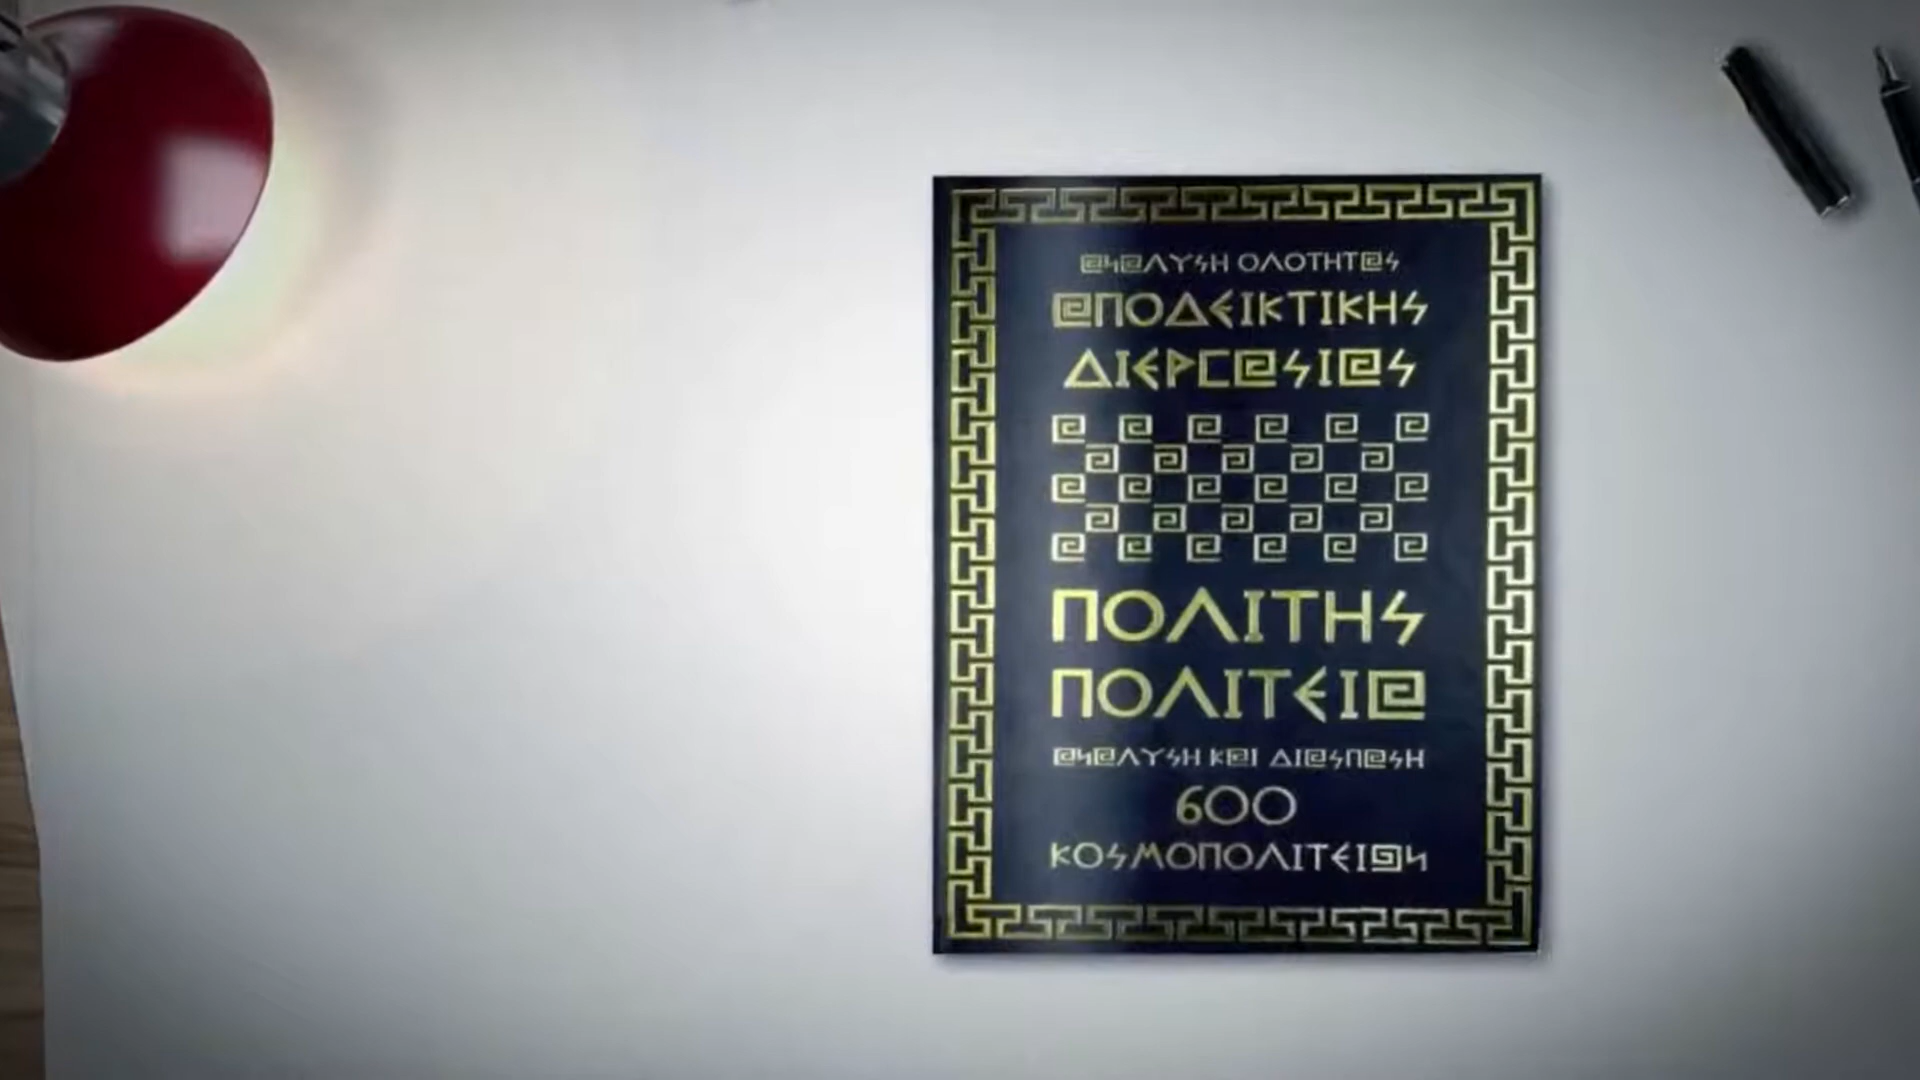 ΑΝΑΛΥΣΗ ΟΛΟΤΗΤΑΣ
ΑΠΟΔΕΙΚΤΙΚΗΣ
ΔΙΕΡΓΑΣΙΑΣ
ΠΟΛΙΤΗΣ
ΠΟΛΙΤΕΙΑ
ΑΝΑΛΥΣΗ ΚΑΙ ΔΙΑΣΠΑΣΗ
600
ΚΟΣΜΟΠΟΛΙΤΕΙΩΝ